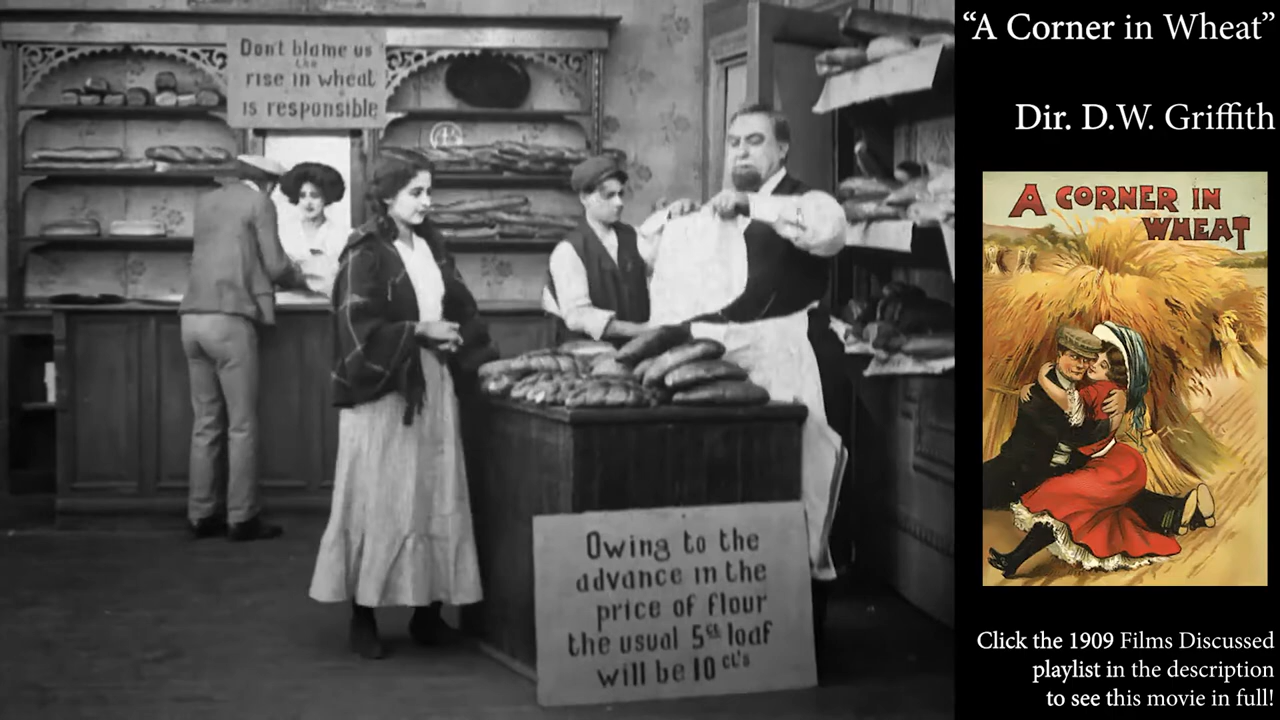 Don't blame us
the
rise in wheat
is responsible
Owing to the
advance in the
price of flour
the usual 5ct loaf
will be 10 ct's
"A Corner in Wheat"
Dir. D.W. Griffith
A CORNER IN
WHEAT
Click the 1909 Films Discussed
playlist in the description
to see this movie in full!